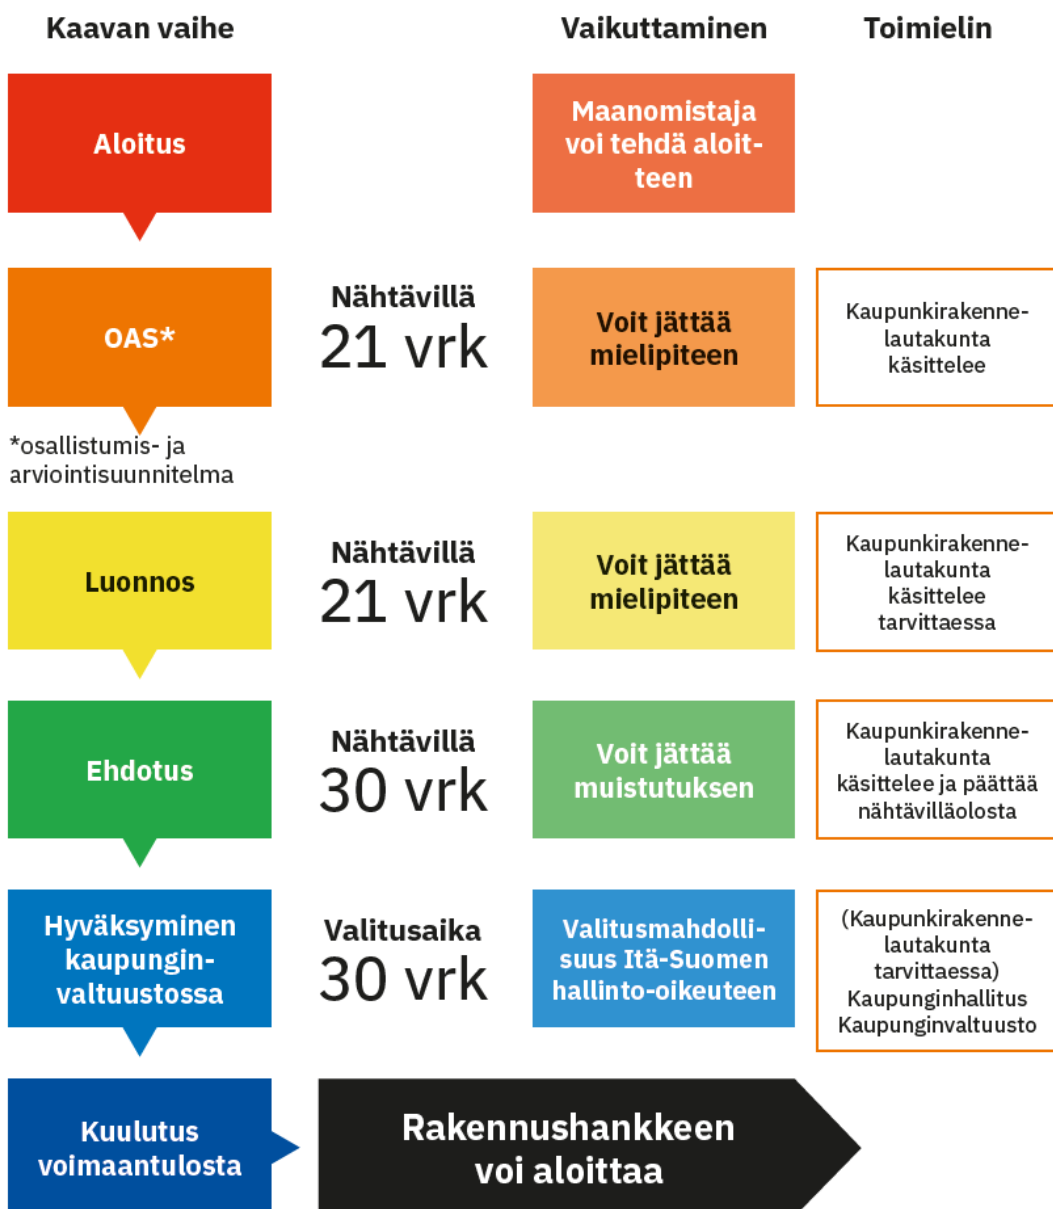 Kaavan vaihe
Vaikuttaminen
Toimielin
Aloitus
Maanomistaja
voi tehdä aloit-
teen
OAS*
Nähtävillä
21 vrk
Voit jättää
mielipiteen
Kaupunkirakenne-
lautakunta
käsittelee
*osallistumis- ja
arviointisuunnitelma
Luonnos
Nähtävillä
21 vrk
Voit jättää
mielipiteen
Kaupunkirakenne-
lautakunta
käsittelee
tarvittaessa
Ehdotus
Nähtävillä
30 vrk
Voit jättää
muistutuksen
Kaupunkirakenne-
lautakunta
käsittelee ja päättää
nähtävilläolosta
Hyväksyminen
kaupungin-
valtuustossa
Valitusaika
30 vrk
Valitusmahdolli-
suus Itä-Suomen
hallinto-oikeuteen
(Kaupunkirakenne-
lautakunta
tarvittaessa)
Kaupunginhallitus
Kaupunginvaltuusto
Kuulutus
voimaantulosta
Rakennushankkeen
voi aloittaa